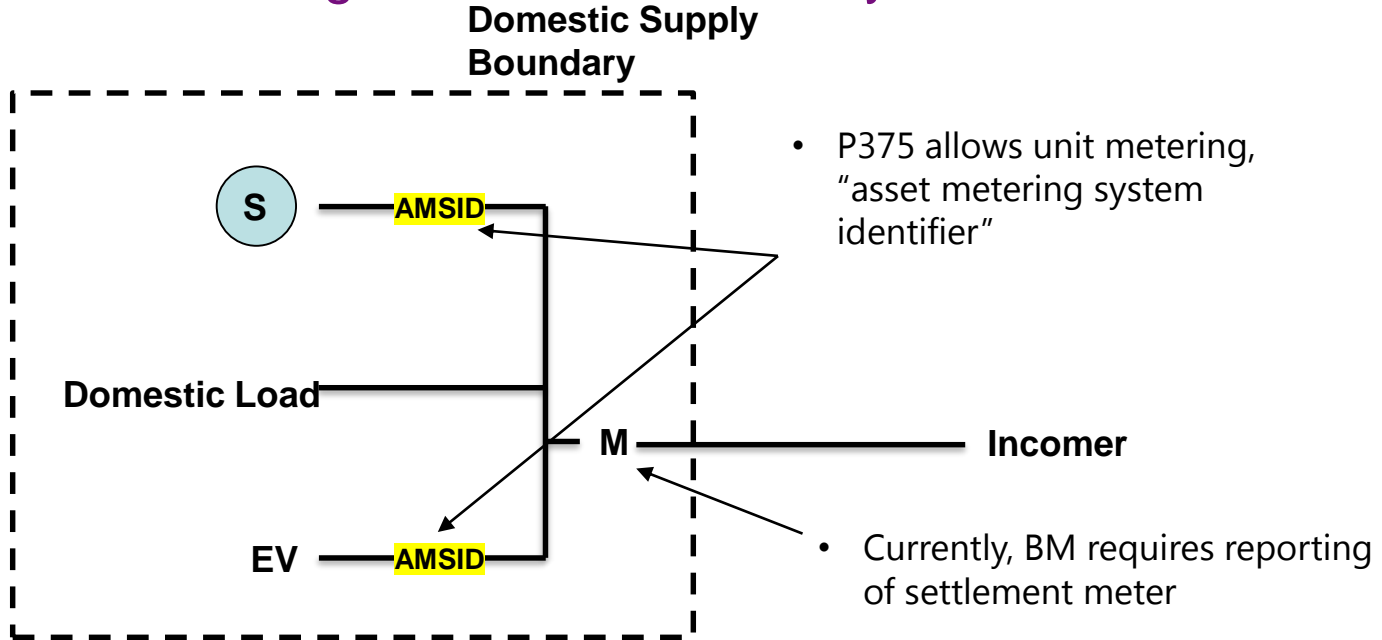 Domestic Supply
Boundary
• P375 allows unit metering,
“asset metering system
identifier”
S
AMSID
Domestic Load
M
Incomer
EV
AMSID
• Currently, BM requires reporting
of settlement meter